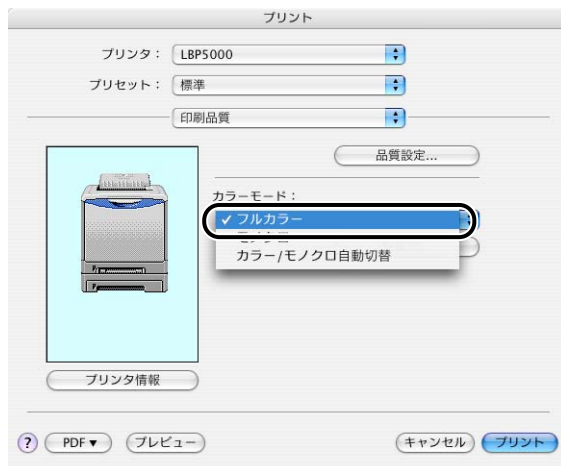 プリント
プリンタ： LBP5000
プリセット： 標準
印刷品質
品質設定...
カラーモード：
✓ フルカラー
カラー/モノクロ自動切替
プリンタ情報
? PDF▼ プレビュー キャンセル プリント